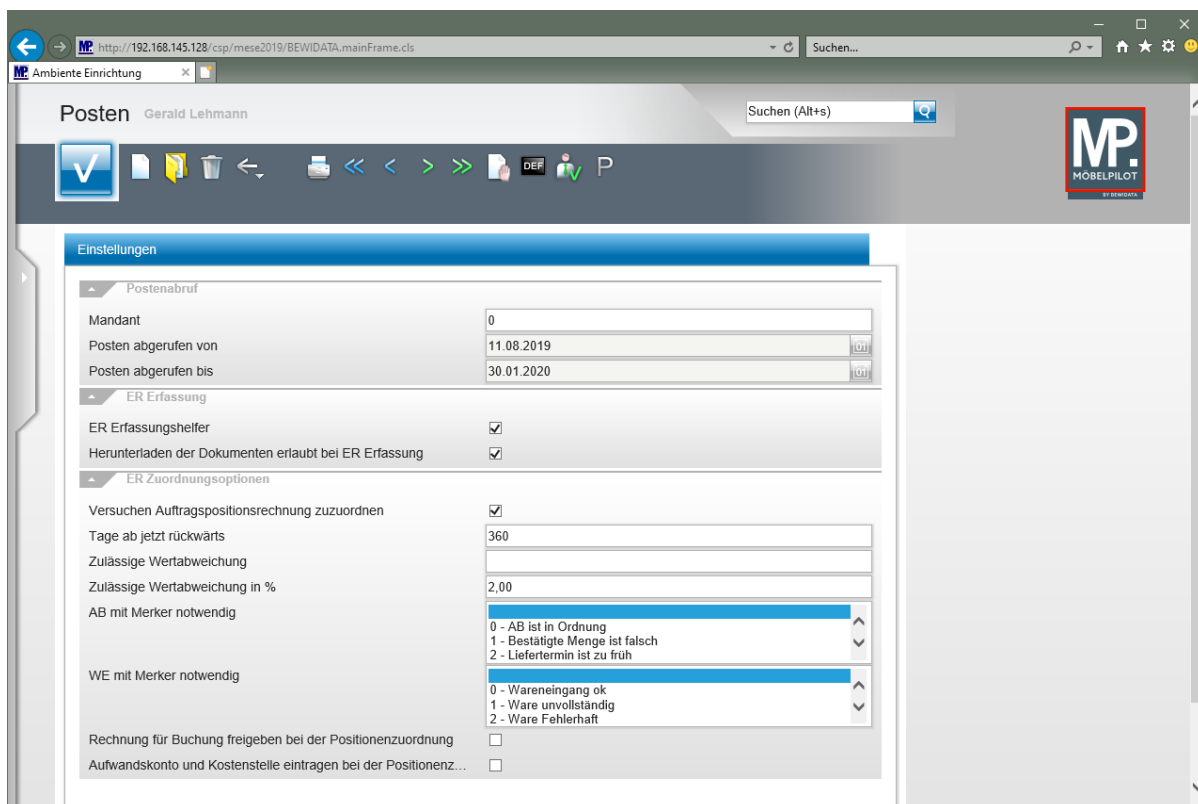 http://192.168.145.128/csp/mese2019/BEWIDATA.mainFrame.cls
Suchen...
MP. Ambiente Einrichtung
Posten Gerald Lehmann
Suchen (Alt+s)
MP.
MÖBELPILOT
BY BEWIDATA
DEF
P
Einstellungen
Postenabruf
Mandant 0
Posten abgerufen von 11.08.2019
Posten abgerufen bis 30.01.2020
ER Erfassung
ER Erfassungshelfer
Herunterladen der Dokumenten erlaubt bei ER Erfassung
ER Zuordnungsoptionen
Versuchen Auftragspositionsrechnung zuzuordnen
Tage ab jetzt rückwärts 360
Zulässige Wertabweichung
Zulässige Wertabweichung in % 2,00
AB mit Merker notwendig
0 - AB ist in Ordnung
1 - Bestätigte Menge ist falsch
2 - Liefertermin ist zu früh
WE mit Merker notwendig
0 - Wareneingang ok
1 - Ware unvollständig
2 - Ware Fehlerhaft
Rechnung für Buchung freigeben bei der Positionenzuordnung
Aufwandskonto und Kostenstelle eintragen bei der Positionenz...